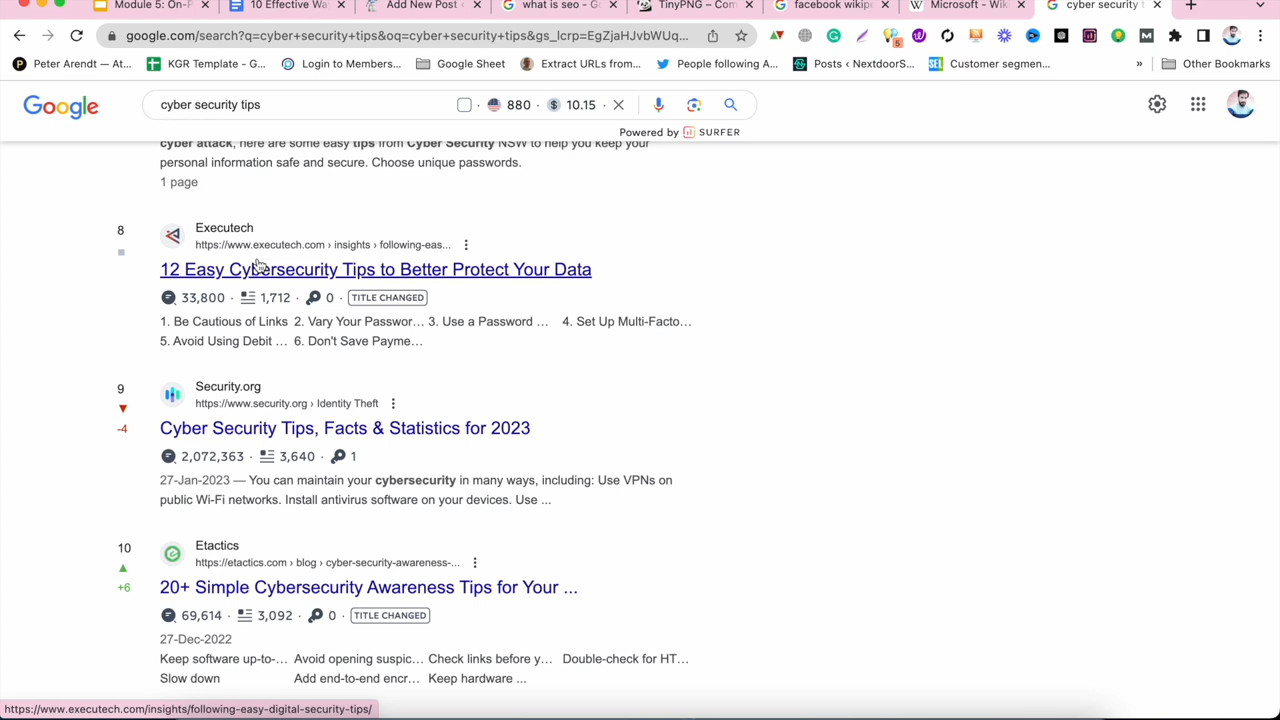 Module 5: On-P
10 Effective Wa
Add New Post
what is seo - G
TinyPNG – Com
facebook wikip
Microsoft - Wiki
cyber security t
google.com/search?q=cyber+security+tips&oq=cyber+security+tips&gs_lcrp=EgZjaHJvbWUq...
5
Peter Arendt — At...
KGR Template - G...
Login to Members...
Google Sheet
Extract URLs from...
People following A...
Posts ‹ NextdoorS...
SEL
Customer segmen...
»
Other Bookmarks
Google
cyber security tips
880 · $ 10.15 ·
Powered by SURFER
cyber attack, here are some easy tips from Cyber Security NSW to help you keep your
personal information safe and secure. Choose unique passwords.
1 page
8
Executech
https://www.executech.com › insights › following-eas...
12 Easy Cybersecurity Tips to Better Protect Your Data
33,800 · 1,712 · 0 · TITLE CHANGED
1. Be Cautious of Links 2. Vary Your Passwor... 3. Use a Password ... 4. Set Up Multi-Facto...
5. Avoid Using Debit ... 6. Don't Save Payme...
9
-4
Security.org
https://www.security.org › Identity Theft
Cyber Security Tips, Facts & Statistics for 2023
2,072,363 · 3,640 · 1
27-Jan-2023 — You can maintain your cybersecurity in many ways, including: Use VPNs on
public Wi-Fi networks. Install antivirus software on your devices. Use ...
10
+6
Etactics
https://etactics.com › blog › cyber-security-awareness-...
20+ Simple Cybersecurity Awareness Tips for Your ...
69,614 · 3,092 · 0 · TITLE CHANGED
27-Dec-2022
Keep software up-to-... Avoid opening suspic... Check links before y... Double-check for HT...
Slow down Add end-to-end encr... Keep hardware ...
https://www.executech.com/insights/following-easy-digital-security-tips/